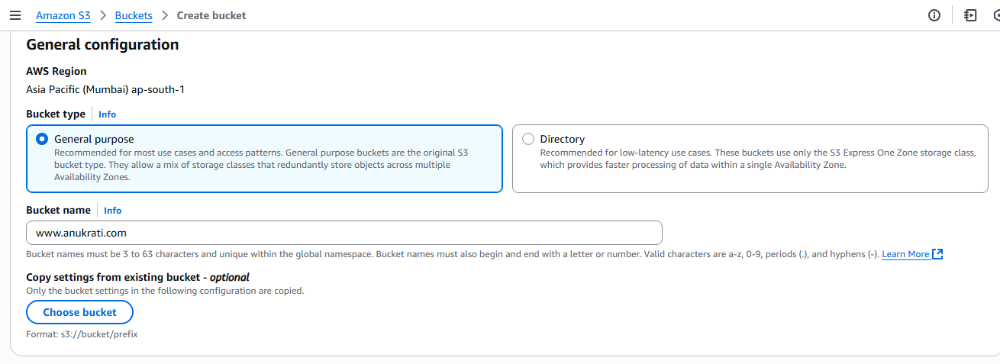 Amazon S3 > Buckets > Create bucket
General configuration
AWS Region
Asia Pacific (Mumbai) ap-south-1
Bucket type Info
General purpose
Recommended for most use cases and access patterns. General purpose buckets are the original S3
bucket type. They allow a mix of storage classes that redundantly store objects across multiple
Availability Zones.
Directory
Recommended for low-latency use cases. These buckets use only the S3 Express One Zone storage class,
which provides faster processing of data within a single Availability Zone.
Bucket name Info
www.anukrati.com
Bucket names must be 3 to 63 characters and unique within the global namespace. Bucket names must also begin and end with a letter or number. Valid characters are a-z, 0-9, periods (.), and hyphens (-). Learn More
Copy settings from existing bucket - optional
Only the bucket settings in the following configuration are copied.
Choose bucket
Format: s3://bucket/prefix